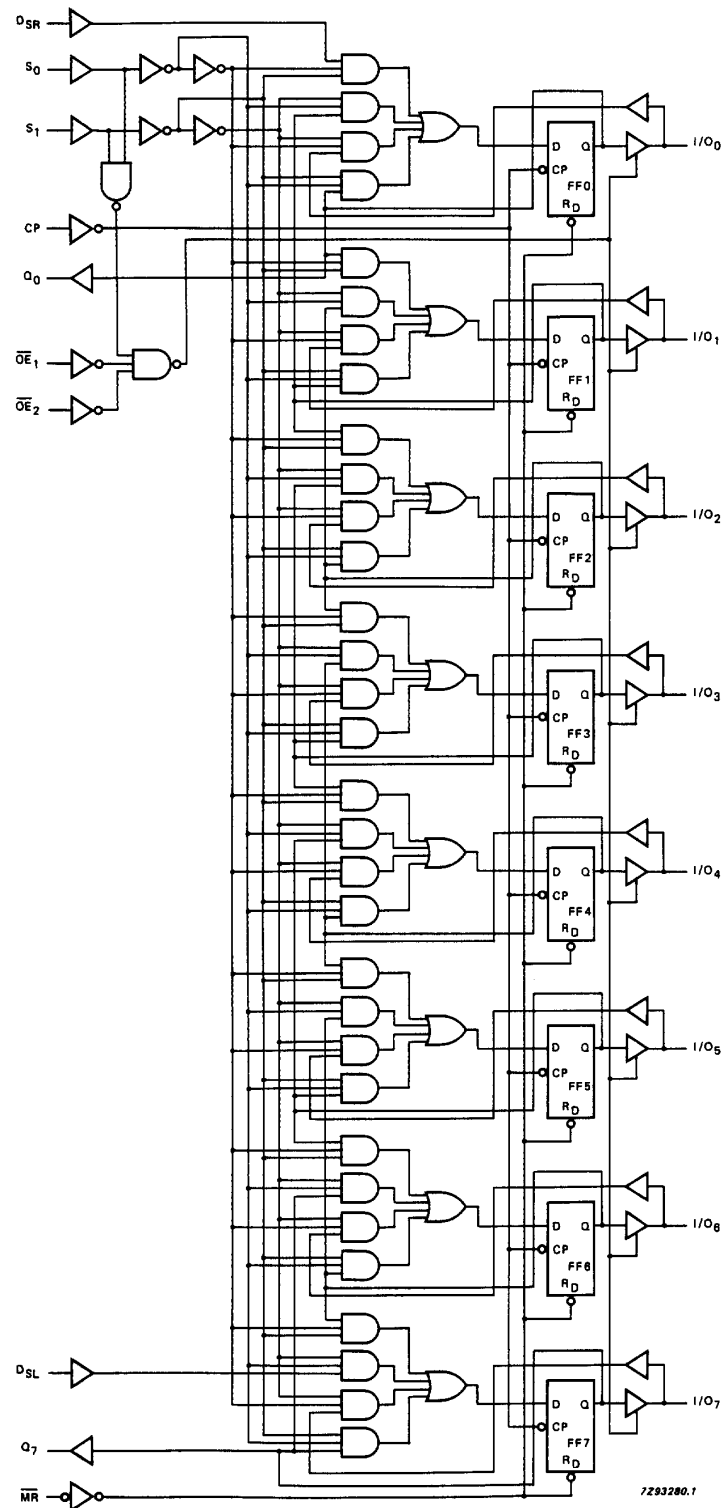 DSR
S0
S1
D Q
CP
FF0
RD
I/O0
CP
Q0
D Q
CP
FF1
RD
I/O1
OE1
OE2
D Q
CP
FF2
RD
I/O2
D Q
CP
FF3
RD
I/O3
D Q
CP
FF4
RD
I/O4
D Q
CP
FF5
RD
I/O5
D Q
CP
FF6
RD
I/O6
DSL
D Q
CP
FF7
RD
I/O7
Q7
MR
7Z93280.1